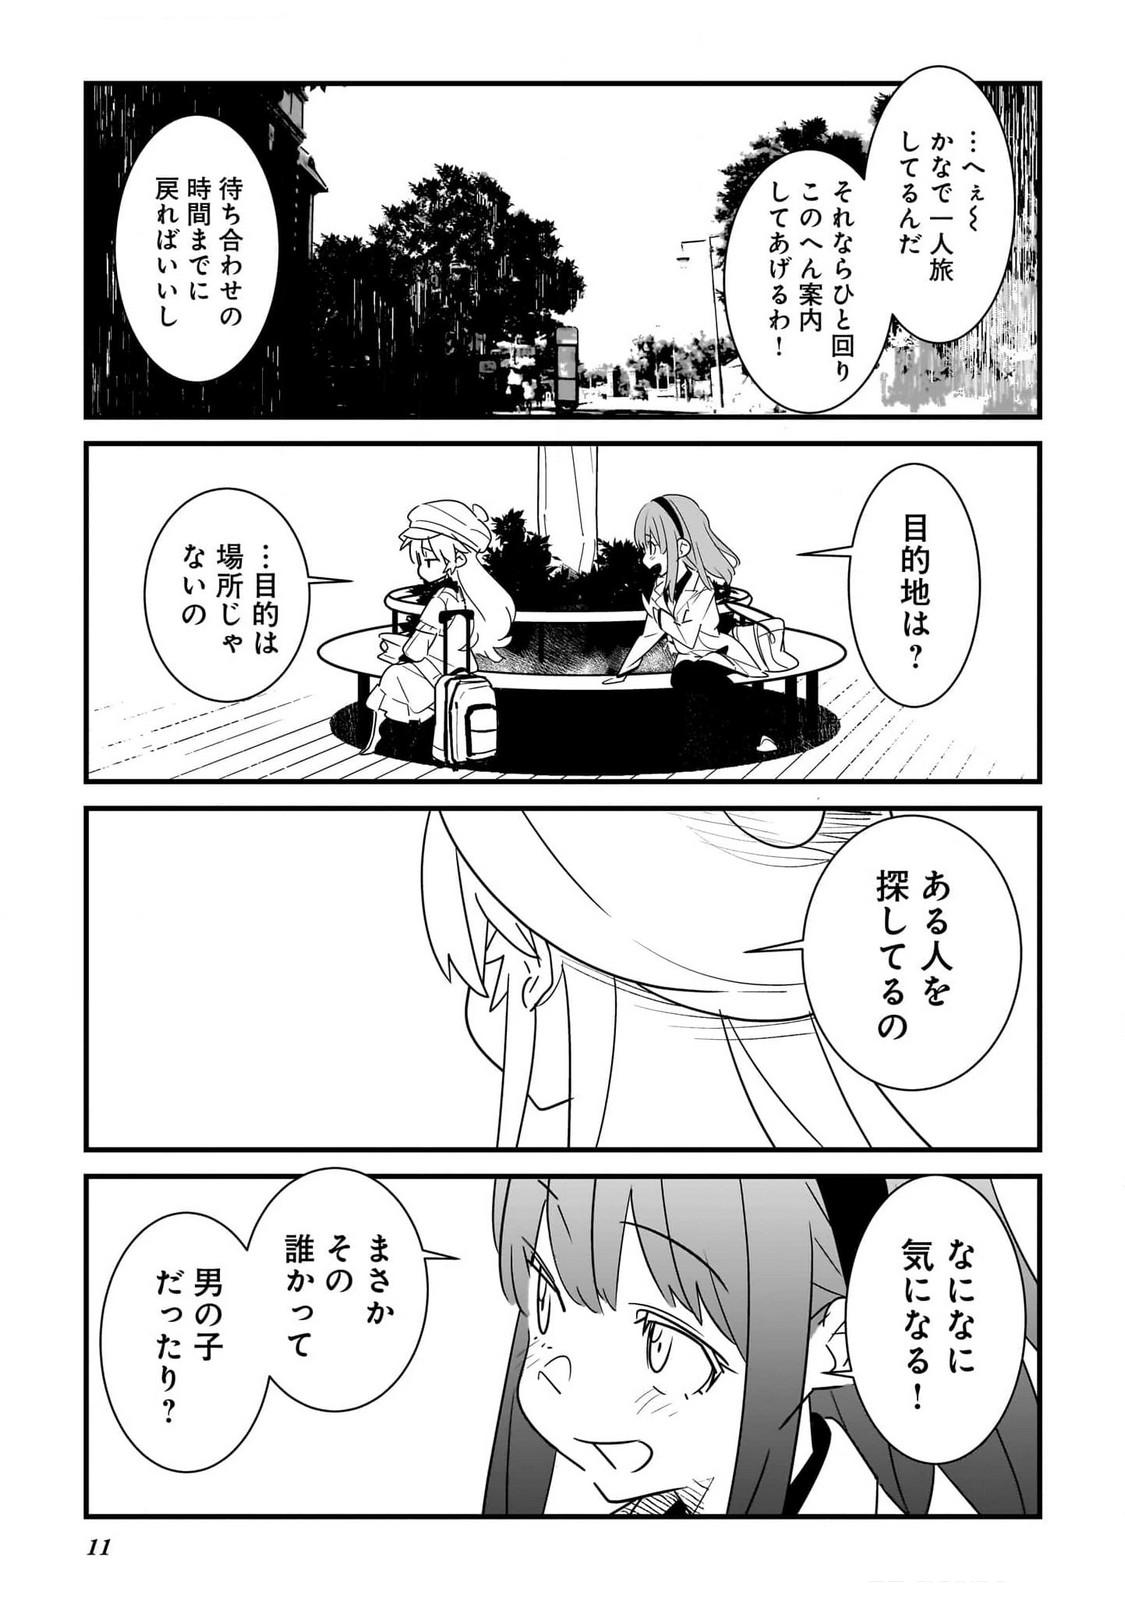 …へぇ〜
かなで一人旅
してるんだ
それならひと回り
このへん案内
してあげるわ！
待ち合わせの
時間までに
戻ればいいし
目的地は？
…目的は
場所じゃ
ないの
ある人を
探してるの
なになに
気になる！
まさか
その
誰かって
男の子
だったり？
11